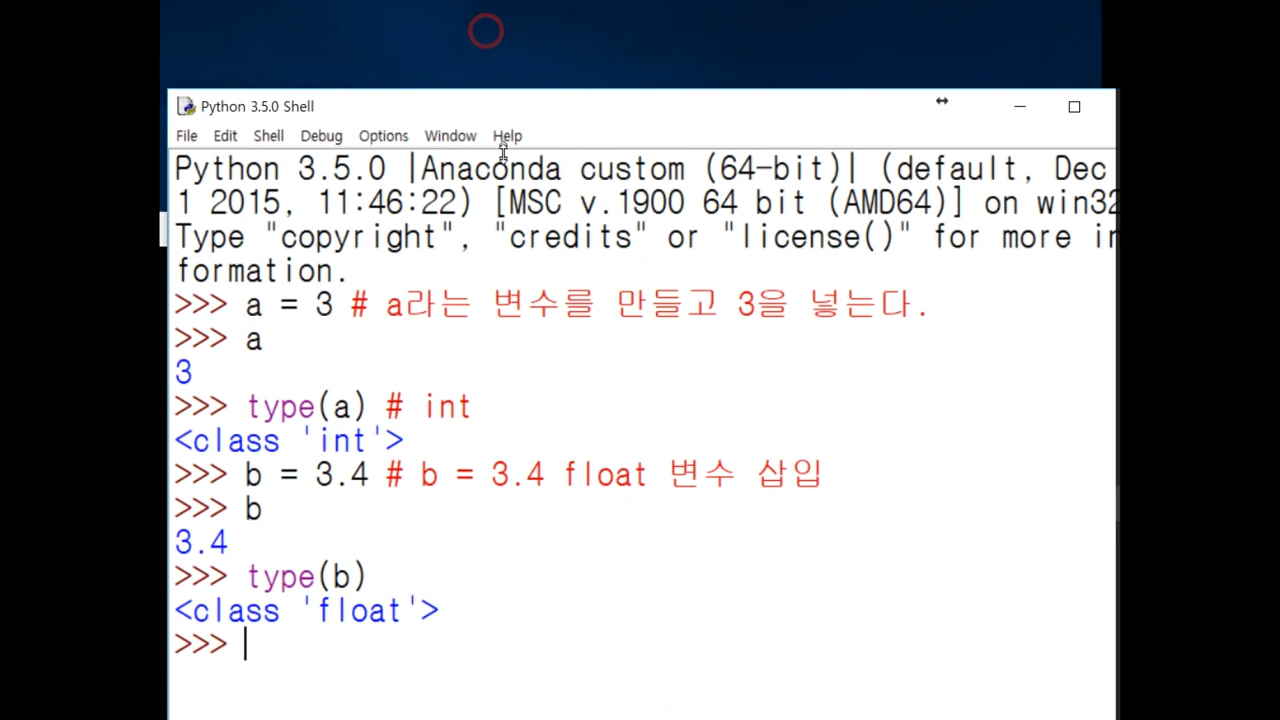 Python 3.5.0 Shell
File Edit Shell Debug Options Window Help
Python 3.5.0 |Anaconda custom (64-bit)| (default, Dec
1 2015, 11:46:22) [MSC v.1900 64 bit (AMD64)] on win32
Type "copyright", "credits" or "license()" for more in
formation.
>>> a = 3 # a라는 변수를 만들고 3을 넣는다.
>>> a
3
>>> type(a) # int
<class 'int'>
>>> b = 3.4 # b = 3.4 float 변수 삽입
>>> b
3.4
>>> type(b)
<class 'float'>
>>>